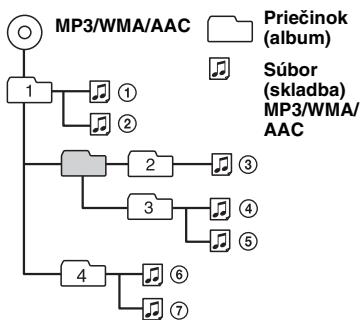 MP3/WMA/AAC
Priečinok
(album)
Súbor
(skladba)
MP3/WMA/
AAC
1
①
②
2
③
3
④
⑤
4
⑥
⑦